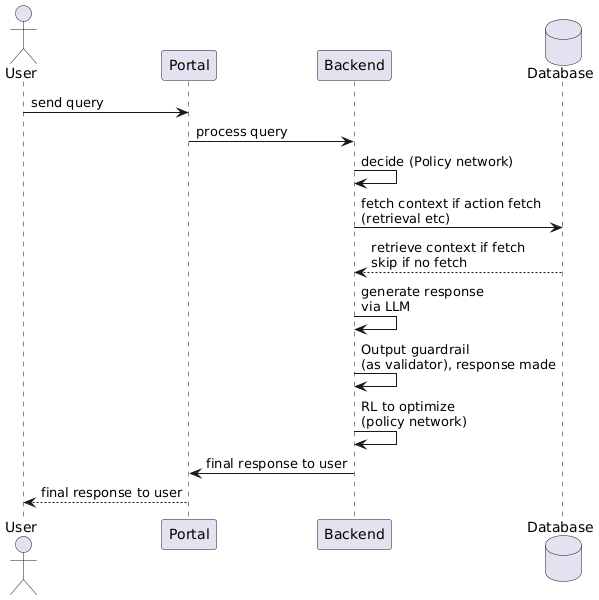 User
Portal
Backend
Database
send query
process query
decide (Policy network)
fetch context if action fetch
(retrieval etc)
retrieve context if fetch
skip if no fetch
generate response
via LLM
Output guardrail
(as validator), response made
RL to optimize
(policy network)
final response to user
final response to user
User
Portal
Backend
Database